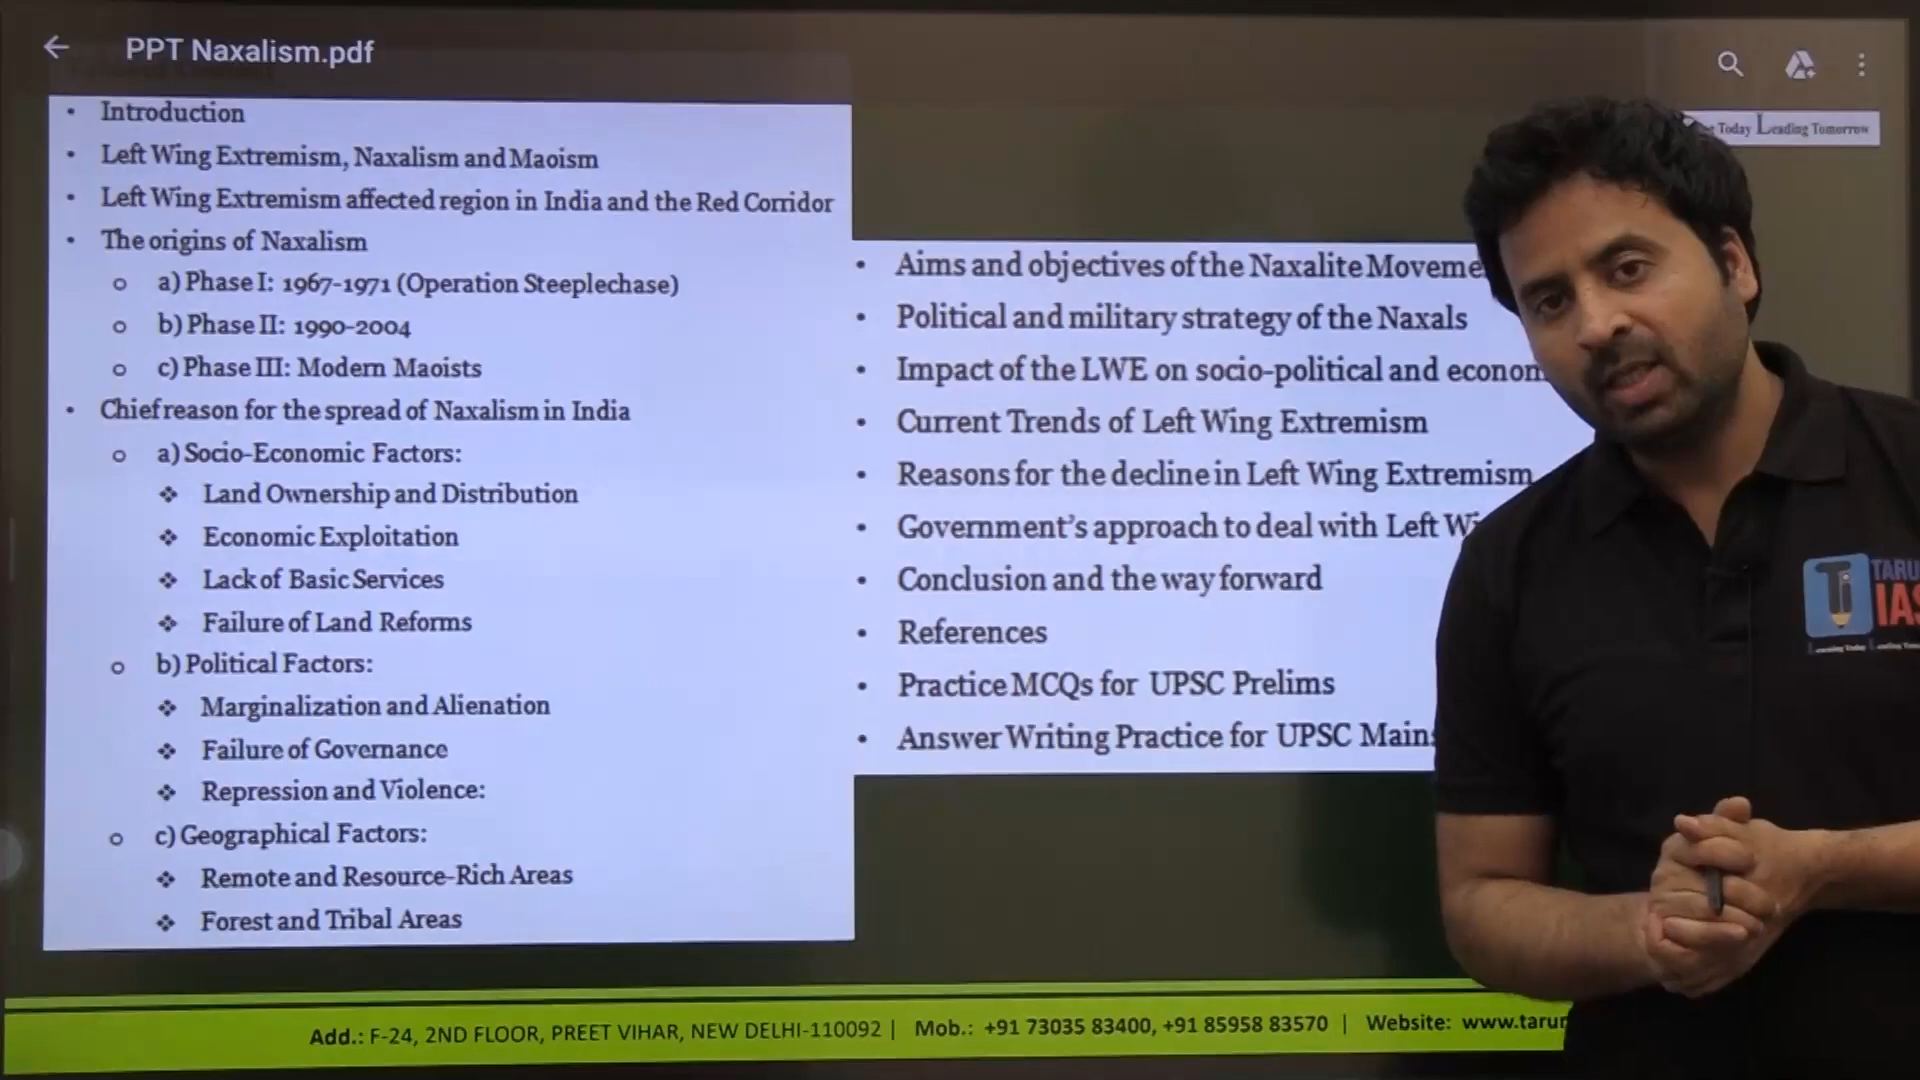 PPT Naxalism.pdf
Today Leading Tomorrow
• Introduction
• Left Wing Extremism, Naxalism and Maoism
• Left Wing Extremism affected region in India and the Red Corridor
• The origins of Naxalism
o a) Phase I: 1967-1971 (Operation Steeplechase)
o b) Phase II: 1990-2004
o c) Phase III: Modern Maoists
• Chief reason for the spread of Naxalism in India
o a) Socio-Economic Factors:
❖ Land Ownership and Distribution
❖ Economic Exploitation
❖ Lack of Basic Services
❖ Failure of Land Reforms
o b) Political Factors:
❖ Marginalization and Alienation
❖ Failure of Governance
❖ Repression and Violence:
o c) Geographical Factors:
❖ Remote and Resource-Rich Areas
❖ Forest and Tribal Areas
• Aims and objectives of the Naxalite Moveme
• Political and military strategy of the Naxals
• Impact of the LWE on socio-political and econom
• Current Trends of Left Wing Extremism
• Reasons for the decline in Left Wing Extremism
• Government's approach to deal with Left Wi
• Conclusion and the way forward
• References
• Practice MCQs for UPSC Prelims
• Answer Writing Practice for UPSC Mains
TARU
IAS
Add.: F-24, 2ND FLOOR, PREET VIHAR, NEW DELHI-110092 | Mob.: +91 73035 83400, +91 85958 83570 | Website: www.tarun